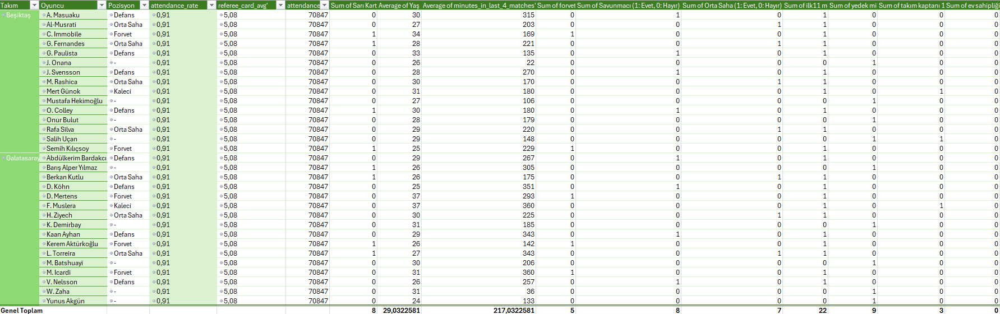 Takım Oyuncu Pozisyon attendance_rate referee_card_avg' attendance Sum of Sarı Kart Average of Yaş Average of minutes_in_last_4_matches' Sum of forvet Sum of Savunmacı (1: Evet, 0: Hayır) Sum of Orta Saha (1: Evet, 0: Hayır) Sum of ilk11 m Sum of yedek mi Sum of takım kaptanı 1 Sum of ev sahipliği
Beşiktaş A. Masuaku Defans 0,91 5,08 70847 0 30 315 0 1 0 1 0 0 0
Al-Musrati Orta Saha 0,91 5,08 70847 0 27 203 0 0 1 1 0 0 0
C. Immobile Forvet 0,91 5,08 70847 1 34 169 1 0 0 1 0 0 0
G. Fernandes Orta Saha 0,91 5,08 70847 1 28 221 0 0 1 1 0 0 0
G. Paulista Defans 0,91 5,08 70847 0 33 135 0 1 0 1 0 0 0
J. Onana - 0,91 5,08 70847 0 26 22 0 0 0 0 1 0 0
J. Svensson Defans 0,91 5,08 70847 0 28 270 0 1 0 1 0 0 0
M. Rashica Orta Saha 0,91 5,08 70847 0 30 170 0 0 1 1 0 0 0
Mert Günok Kaleci 0,91 5,08 70847 0 31 180 0 0 0 1 0 1 0
Mustafa Hekimoğlu - 0,91 5,08 70847 0 27 106 0 0 0 0 1 0 0
O. Colley Defans 0,91 5,08 70847 1 30 180 0 1 0 1 0 0 0
Onur Bulut - 0,91 5,08 70847 0 28 179 0 0 0 0 1 0 0
Rafa Silva Orta Saha 0,91 5,08 70847 0 29 220 0 0 1 1 0 0 0
Salih Uçan - 0,91 5,08 70847 0 29 148 0 0 0 0 1 1 0
Semih Kılıçsoy Forvet 0,91 5,08 70847 1 25 229 1 0 0 1 0 0 0
Galatasaray Abdülkerim Bardakcı Defans 0,91 5,08 70847 0 29 267 0 1 0 1 0 0 0
Barış Alper Yılmaz - 0,91 5,08 70847 1 26 305 0 0 0 0 1 0 0
Berkan Kutlu Orta Saha 0,91 5,08 70847 1 26 175 0 0 1 1 0 0 0
D. Köhn Defans 0,91 5,08 70847 0 25 351 0 1 0 1 0 0 0
D. Mertens Forvet 0,91 5,08 70847 0 37 293 1 0 0 1 0 0 0
F. Muslera Kaleci 0,91 5,08 70847 0 37 360 0 0 0 1 0 1 0
H. Ziyech Orta Saha 0,91 5,08 70847 0 30 225 0 0 1 1 0 0 0
K. Demirbay - 0,91 5,08 70847 0 31 185 0 0 0 0 1 0 0
Kaan Ayhan Defans 0,91 5,08 70847 0 29 343 0 1 0 1 0 0 0
Kerem Aktürkoğlu Forvet 0,91 5,08 70847 1 26 142 1 0 0 1 0 0 0
L. Torreira Orta Saha 0,91 5,08 70847 1 27 343 0 0 1 1 0 0 0
M. Batshuayi - 0,91 5,08 70847 0 30 206 0 0 0 0 1 0 0
M. Icardi Forvet 0,91 5,08 70847 0 31 360 1 0 0 1 0 0 0
V. Nelsson Defans 0,91 5,08 70847 0 26 257 0 1 0 1 0 0 0
W. Zaha - 0,91 5,08 70847 0 31 36 0 0 0 0 1 0 0
Yunus Akgün - 0,91 5,08 70847 0 24 133 0 0 0 0 1 0 0
Genel Toplam 8 29,0322581 217,0322581 5 8 7 22 9 3 0